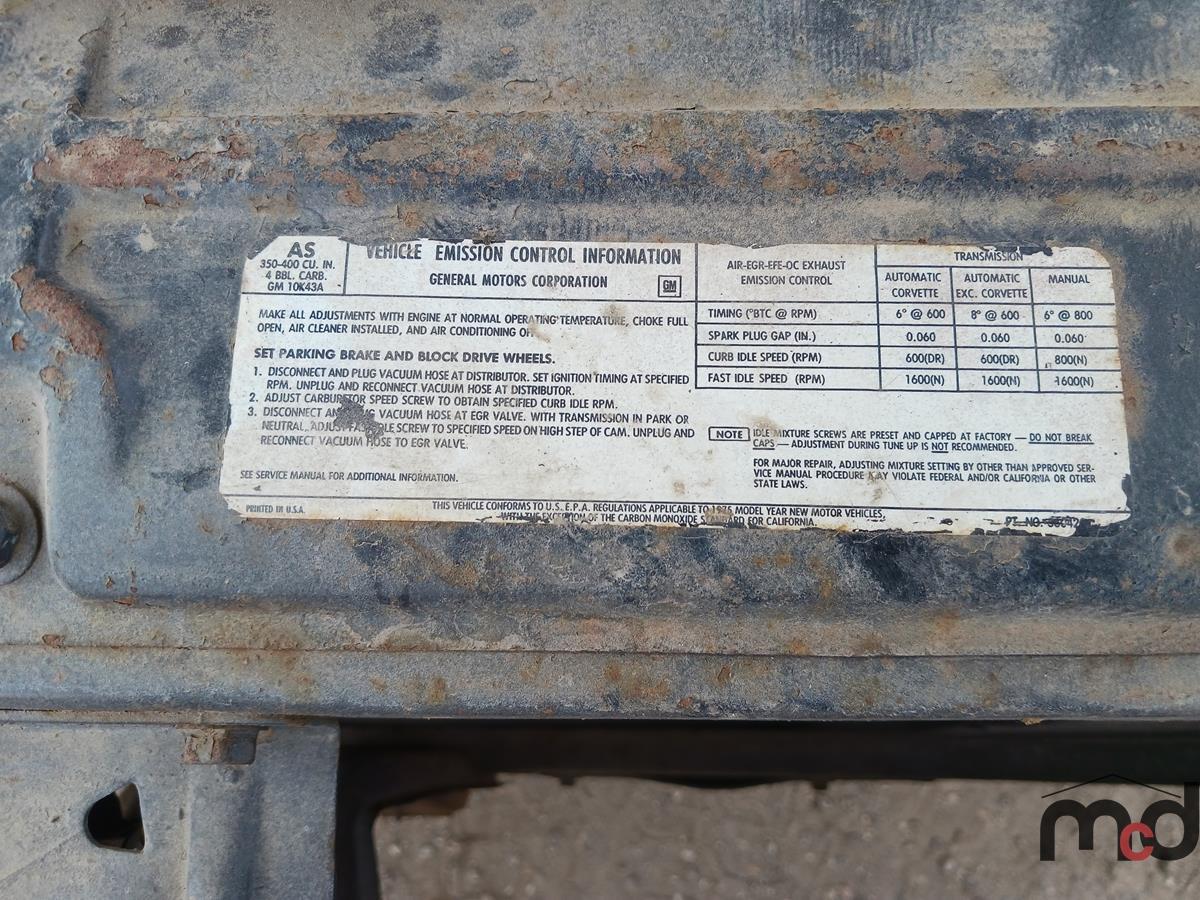 AS
350-400 CU. IN.
4 BBL. CARB.
GM 10K43A
VEHICLE EMISSION CONTROL INFORMATION
GENERAL MOTORS CORPORATION
GM
MAKE ALL ADJUSTMENTS WITH ENGINE AT NORMAL OPERATING TEMPERATURE, CHOKE FULL
OPEN, AIR CLEANER INSTALLED, AND AIR CONDITIONING
SET PARKING BRAKE AND BLOCK DRIVE WHEELS.
1. DISCONNECT AND PLUG VACUUM HOSE AT DISTRIBUTOR. SET IGNITION TIMING AT SPECIFIED
RPM. UNPLUG AND RECONNECT VACUUM HOSE AT DISTRIBUTOR.
2. ADJUST CARBURETOR SPEED SCREW TO OBTAIN SPECIFIED CURB IDLE RPM.
3. DISCONNECT VACUUM HOSE AT EGR VALVE. WITH TRANSMISSION IN PARK OR
NEUTRAL, ADJUST SCREW TO SPECIFIED SPEED ON HIGH STEP OF CAM. UNPLUG AND
RECONNECT VACUUM HOSE TO EGR VALVE.
SEE SERVICE MANUAL FOR ADDITIONAL INFORMATION.
AIR-EGR-EFE-OC EXHAUST
EMISSION CONTROL
TRANSMISSION
AUTOMATIC CORVETTE
AUTOMATIC EXC. CORVETTE
MANUAL
TIMING (°BTC @ RPM) 6° @ 600 8° @ 600 6° @ 800
SPARK PLUG GAP (IN.) 0.060 0.060 0.060
CURB IDLE SPEED (RPM) 600(DR) 600(DR) 800(N)
FAST IDLE SPEED (RPM) 1600(N) 1600(N) 1600(N)
NOTE IDLE MIXTURE SCREWS ARE PRESET AND CAPPED AT FACTORY — DO NOT BREAK
CAPS — ADJUSTMENT DURING TUNE UP IS NOT RECOMMENDED.
FOR MAJOR REPAIR, ADJUSTING MIXTURE SETTING BY OTHER THAN APPROVED SER-
VICE MANUAL PROCEDURE MAY VIOLATE FEDERAL AND/OR CALIFORNIA OR OTHER
STATE LAWS.
PRINTED IN U.S.A.
THIS VEHICLE CONFORMS TO U.S. E.P.A. REGULATIONS APPLICABLE TO 1976 MODEL YEAR NEW MOTOR VEHICLES,
WITH THE EXCEPTION OF THE CARBON MONOXIDE STANDARD FOR CALIFORNIA.
PT. NO.
mcd